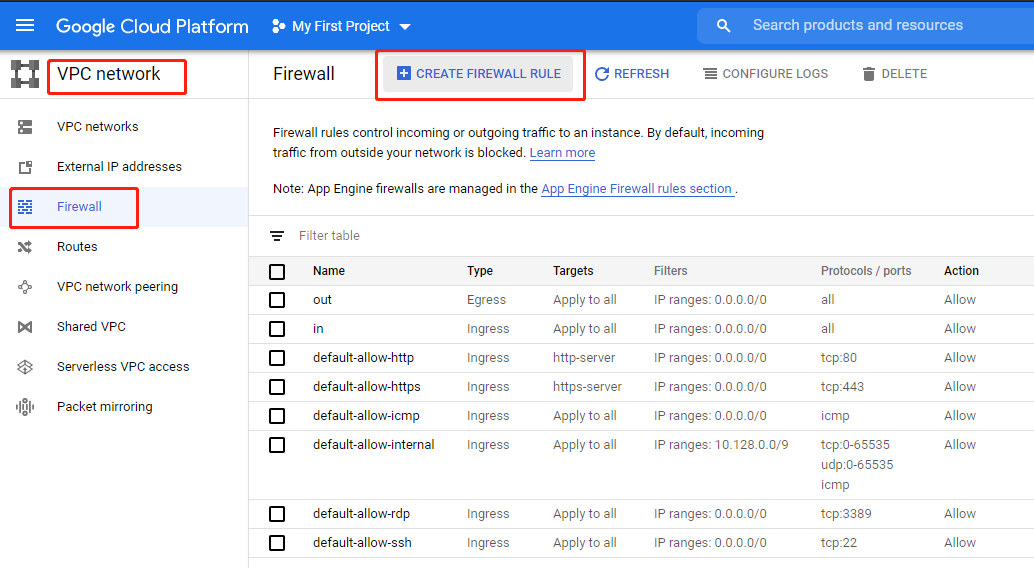 Google Cloud Platform
My First Project
Search products and resources
VPC network
Firewall
CREATE FIREWALL RULE
REFRESH
CONFIGURE LOGS
DELETE
VPC networks
External IP addresses
Firewall
Routes
VPC network peering
Shared VPC
Serverless VPC access
Packet mirroring
Firewall rules control incoming or outgoing traffic to an instance. By default, incoming
traffic from outside your network is blocked. Learn more
Note: App Engine firewalls are managed in the App Engine Firewall rules section .
Filter table
Name Type Targets Filters Protocols / ports Action
out Egress Apply to all IP ranges: 0.0.0.0/0 all Allow
in Ingress Apply to all IP ranges: 0.0.0.0/0 all Allow
default-allow-http Ingress http-server IP ranges: 0.0.0.0/0 tcp:80 Allow
default-allow-https Ingress https-server IP ranges: 0.0.0.0/0 tcp:443 Allow
default-allow-icmp Ingress Apply to all IP ranges: 0.0.0.0/0 icmp Allow
default-allow-internal Ingress Apply to all IP ranges: 10.128.0.0/9 tcp:0-65535 Allow
udp:0-65535
icmp
default-allow-rdp Ingress Apply to all IP ranges: 0.0.0.0/0 tcp:3389 Allow
default-allow-ssh Ingress Apply to all IP ranges: 0.0.0.0/0 tcp:22 Allow